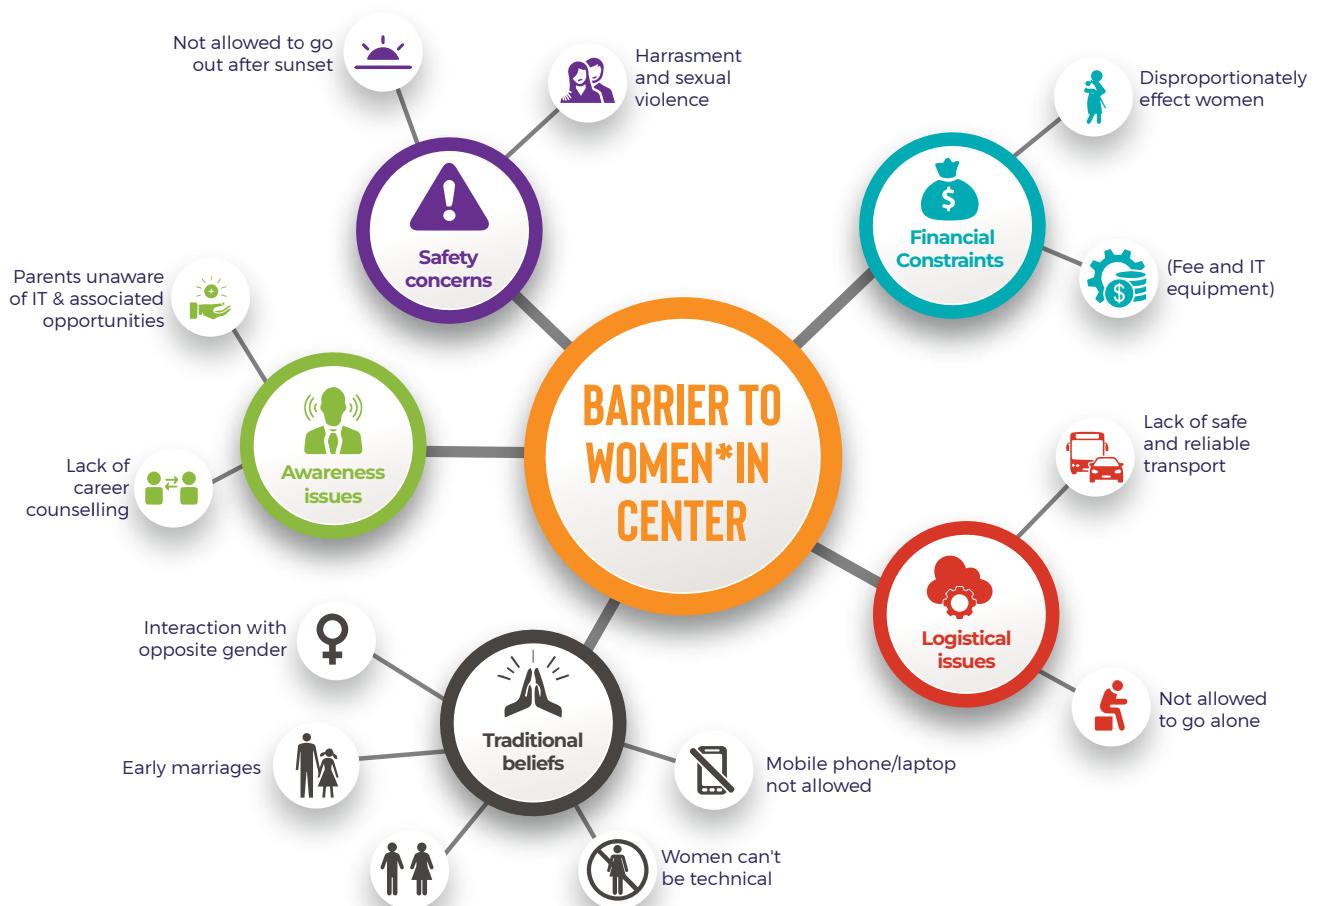 Not allowed to go
out after sunset
Harrasment
and sexual
violence
Disproportionately
effect women
$
Financial
Constraints
Safety
concerns
(Fee and IT
equipment)
$
Parents unaware
of IT & associated
opportunities
BARRIER TO
WOMEN*IN
CENTER
Lack of safe
and reliable
transport
Awareness
issues
Lack of
career
counselling
Logistical
issues
Not allowed
to go alone
Interaction with
opposite gender
Traditional
beliefs
Early marriages
Mobile phone/laptop
not allowed
Women can't
be technical